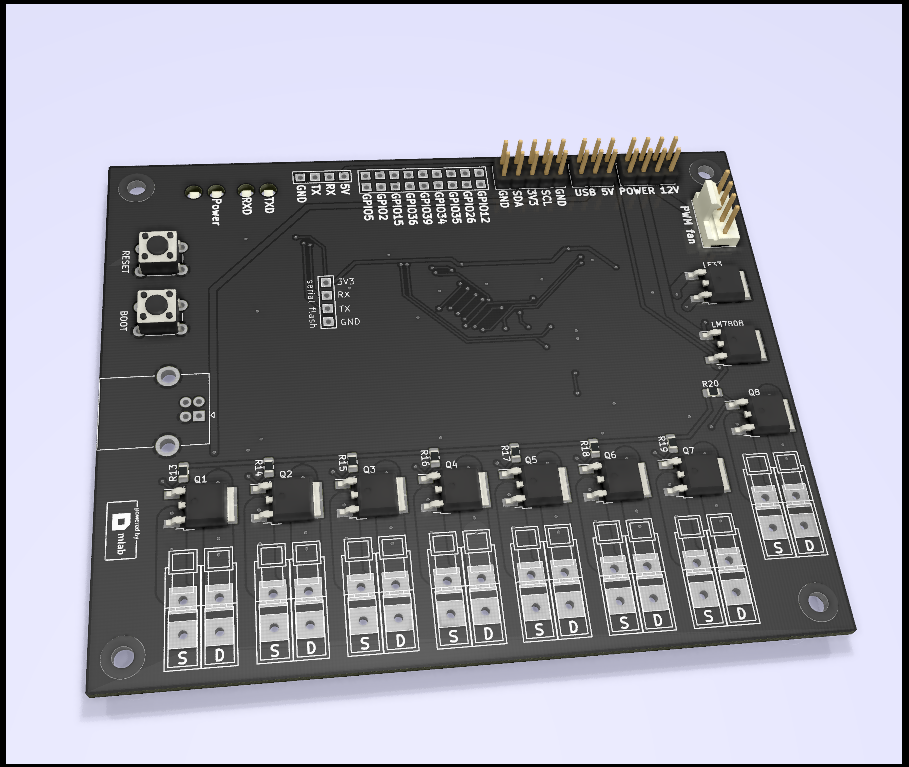 Power
RXD
TXD
GND
TX
RX
5V
GPIO5
GPIO2
GPIO15
GPIO36
GPIO39
GPIO34
GPIO35
GPIO26
GPIO12
GND
SDA
3V3
SCL
GND
USB 5V
POWER 12V
PWM fan
RESET
BOOT
serial flash
3V3
RX
TX
GND
LF33
LM7808
R20
Q8
R13
Q1
R14
Q2
R15
Q3
R16
Q4
R17
Q5
R18
Q6
R19
Q7
powered by
mlab
S D
S D
S D
S D
S D
S D
S D
S D